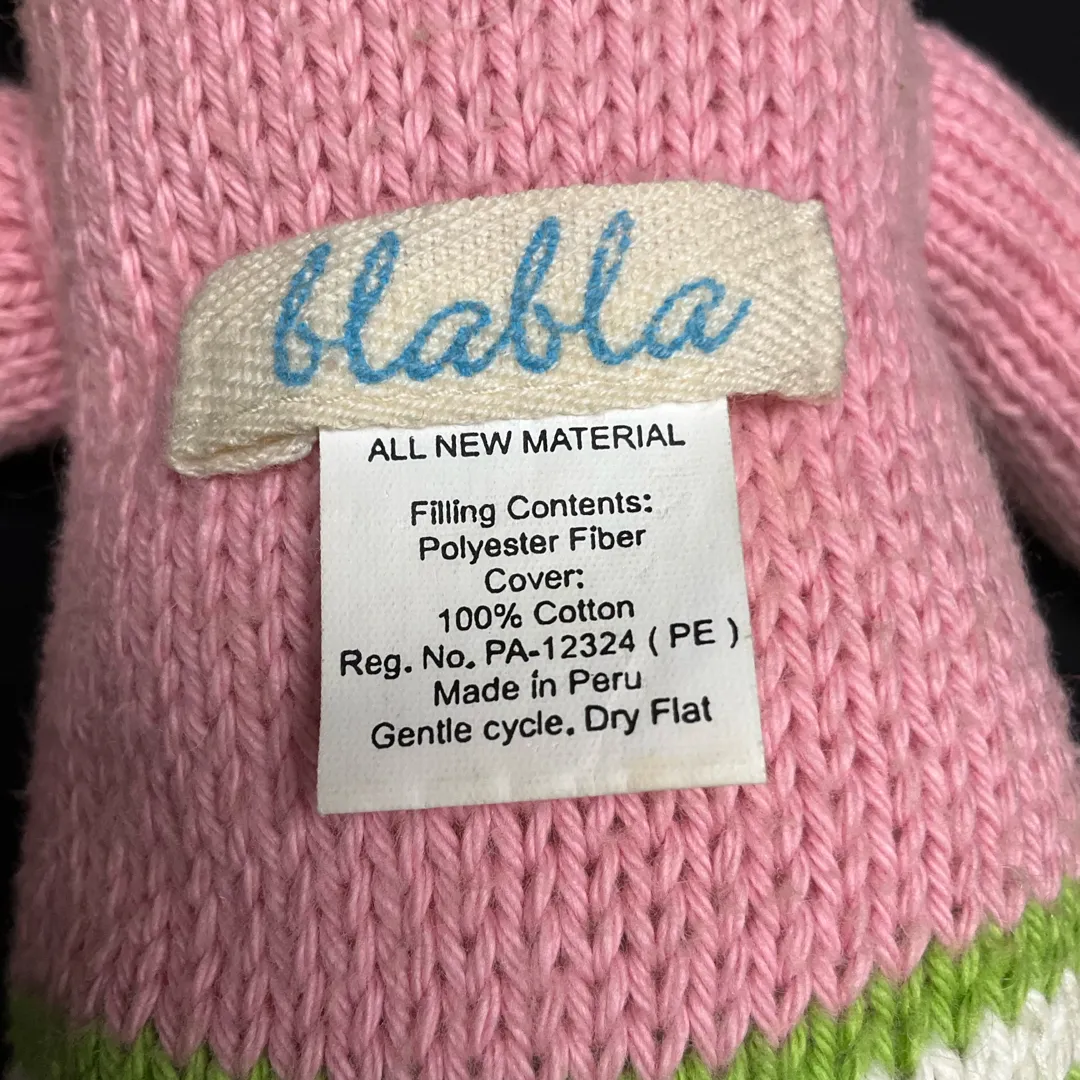 blabla
ALL NEW MATERIAL
Filling Contents:
Polyester Fiber
Cover:
100% Cotton
Reg. No. PA-12324 ( PE )
Made in Peru
Gentle cycle. Dry Flat